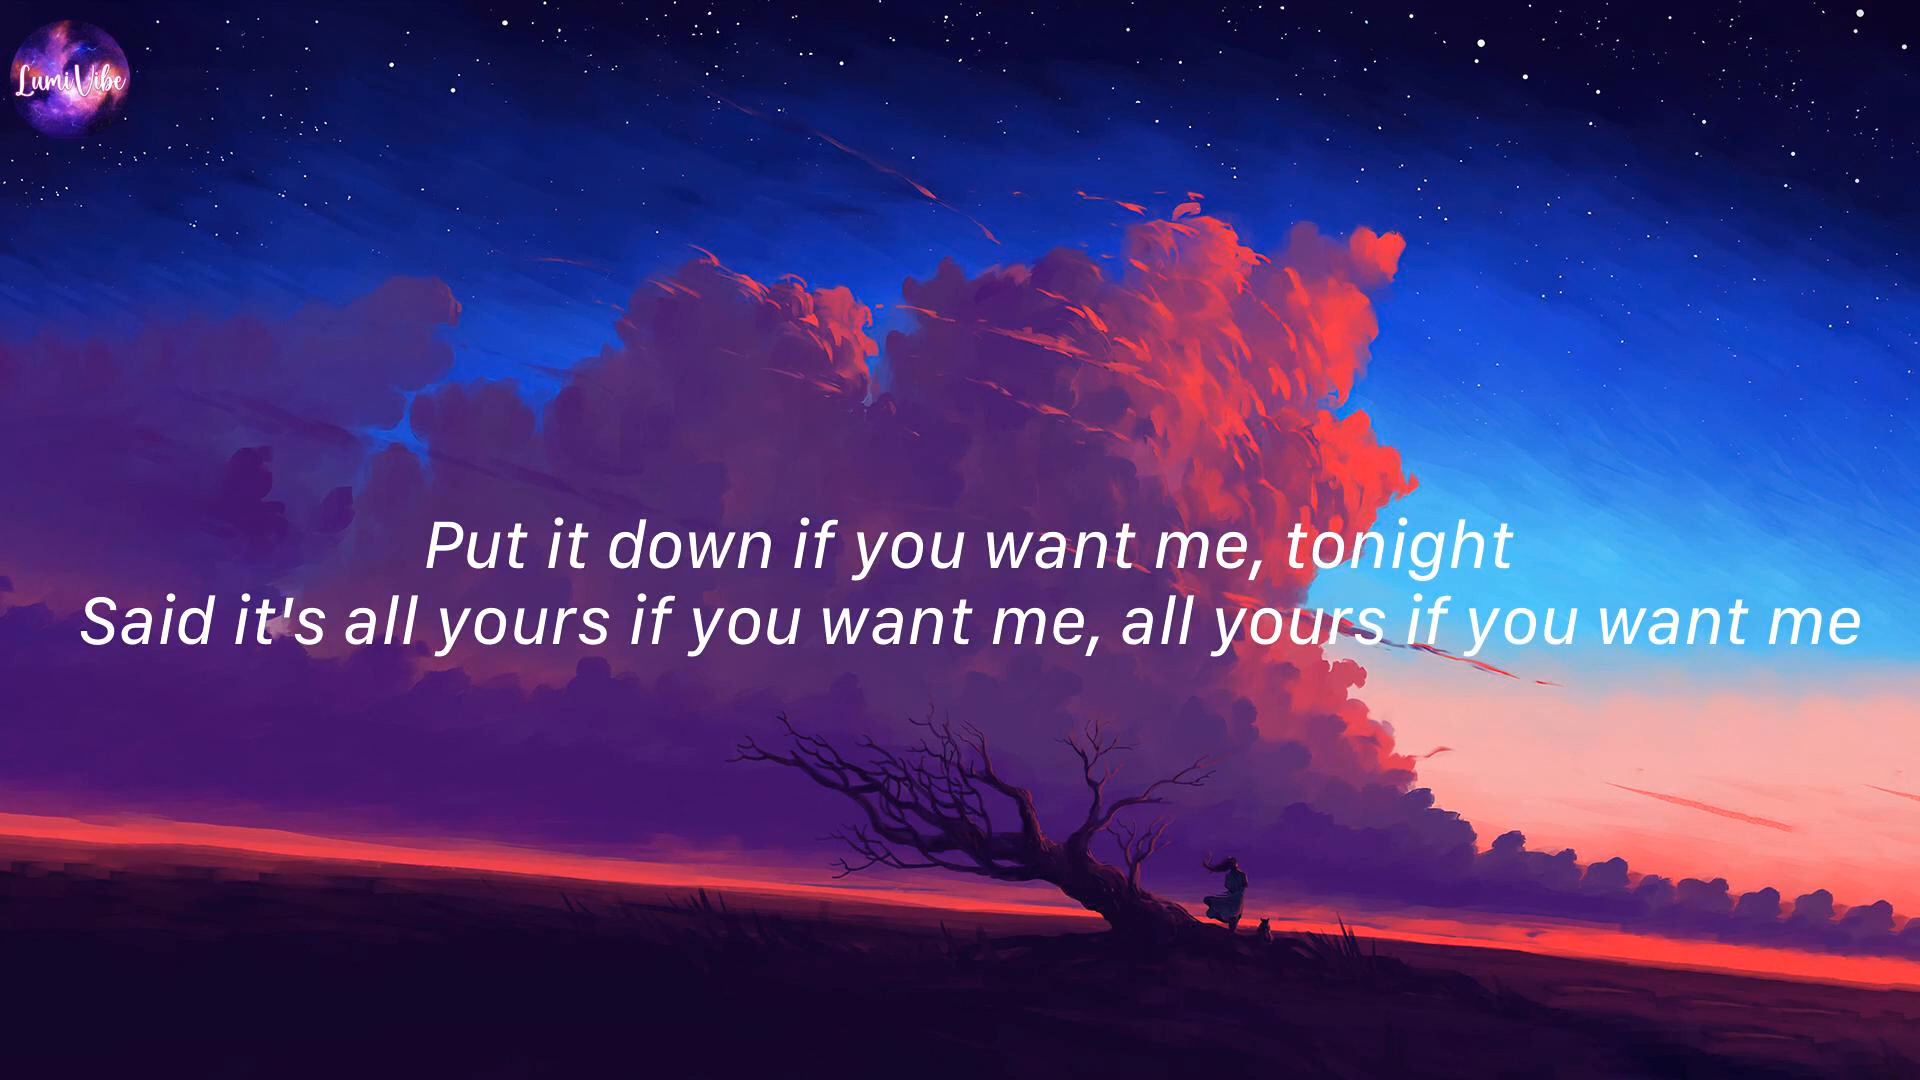 LumiVibe
Put it down if you want me, tonight
Said it's all yours if you want me, all yours if you want me